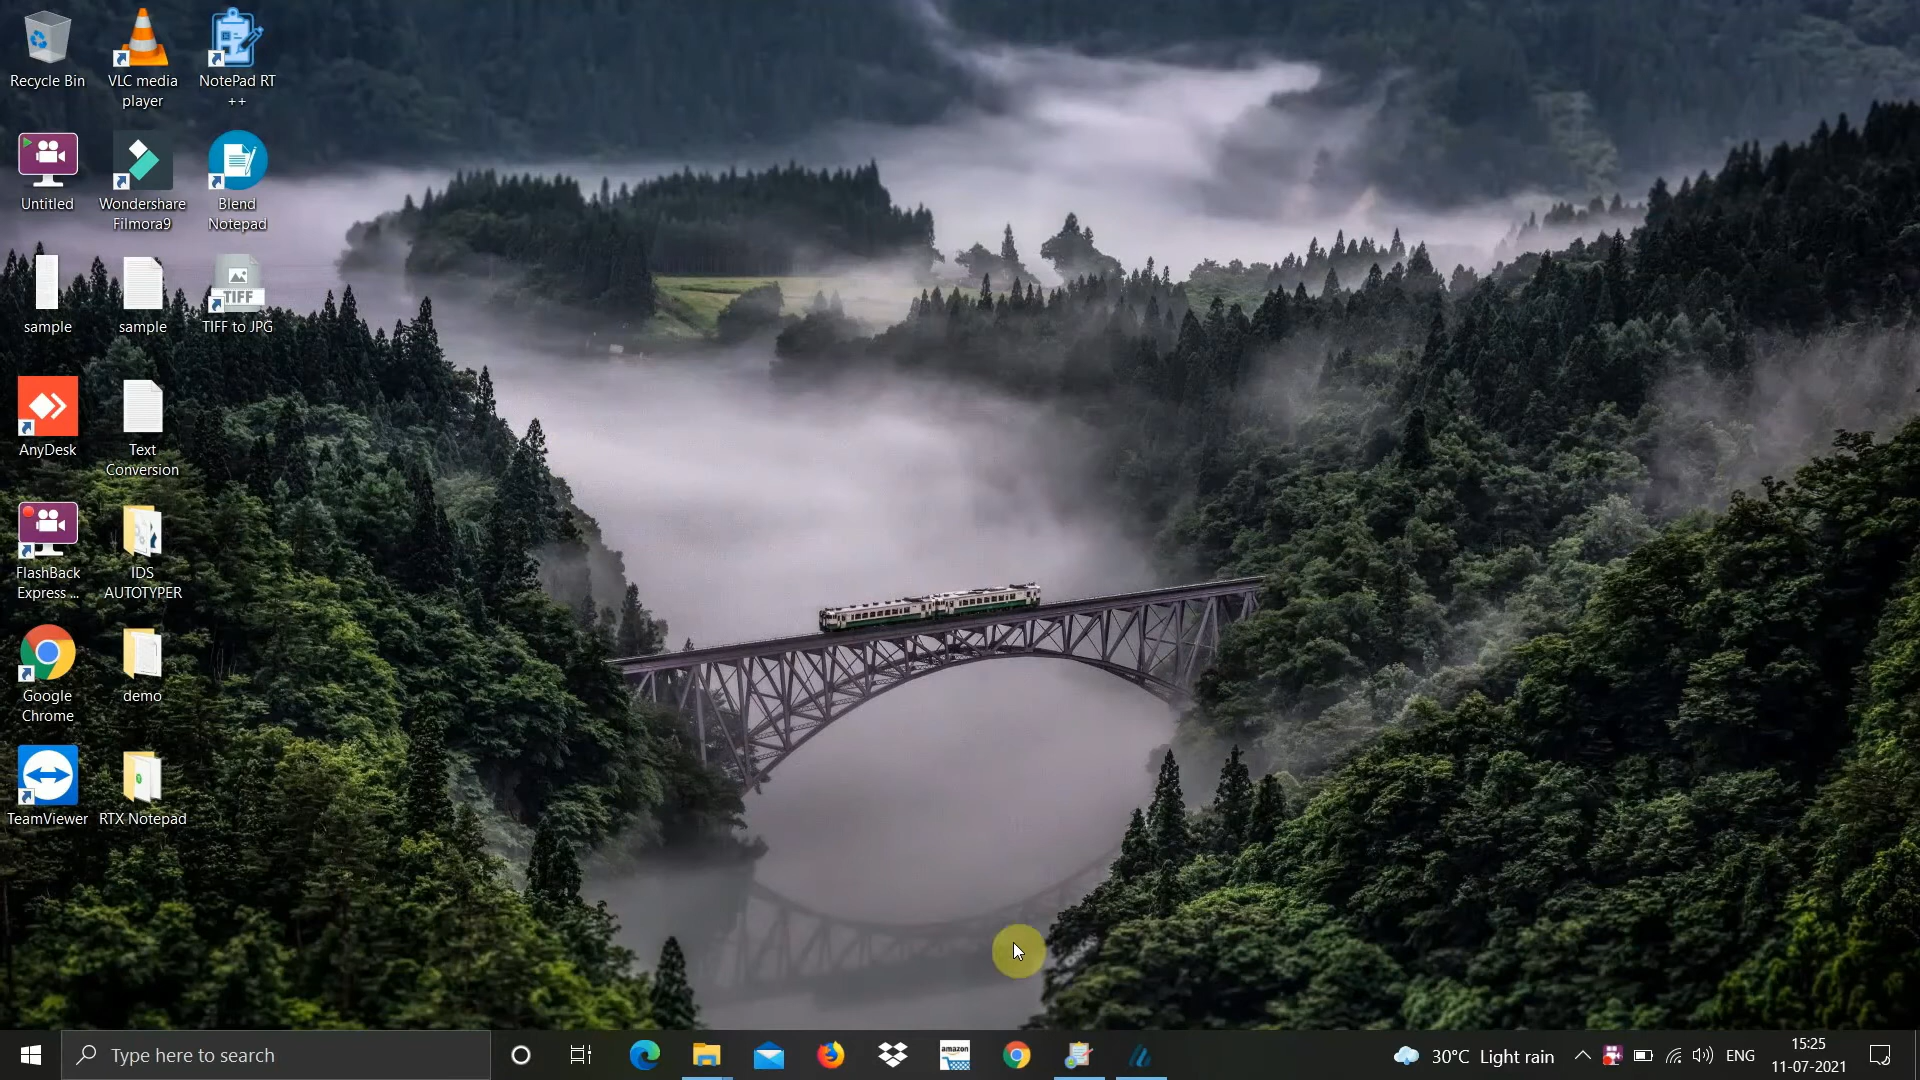 Recycle Bin
VLC media
player
NotePad RT
++
Untitled
Wondershare
Filmora9
Blend
Notepad
sample
sample
TIFF
TIFF to JPG
AnyDesk
Text
Conversion
FlashBack
Express ...
IDS
AUTOTYPER
Google
Chrome
demo
TeamViewer
RTX Notepad
Type here to search
amazon
30°C Light rain
ENG
15:25
11-07-2021